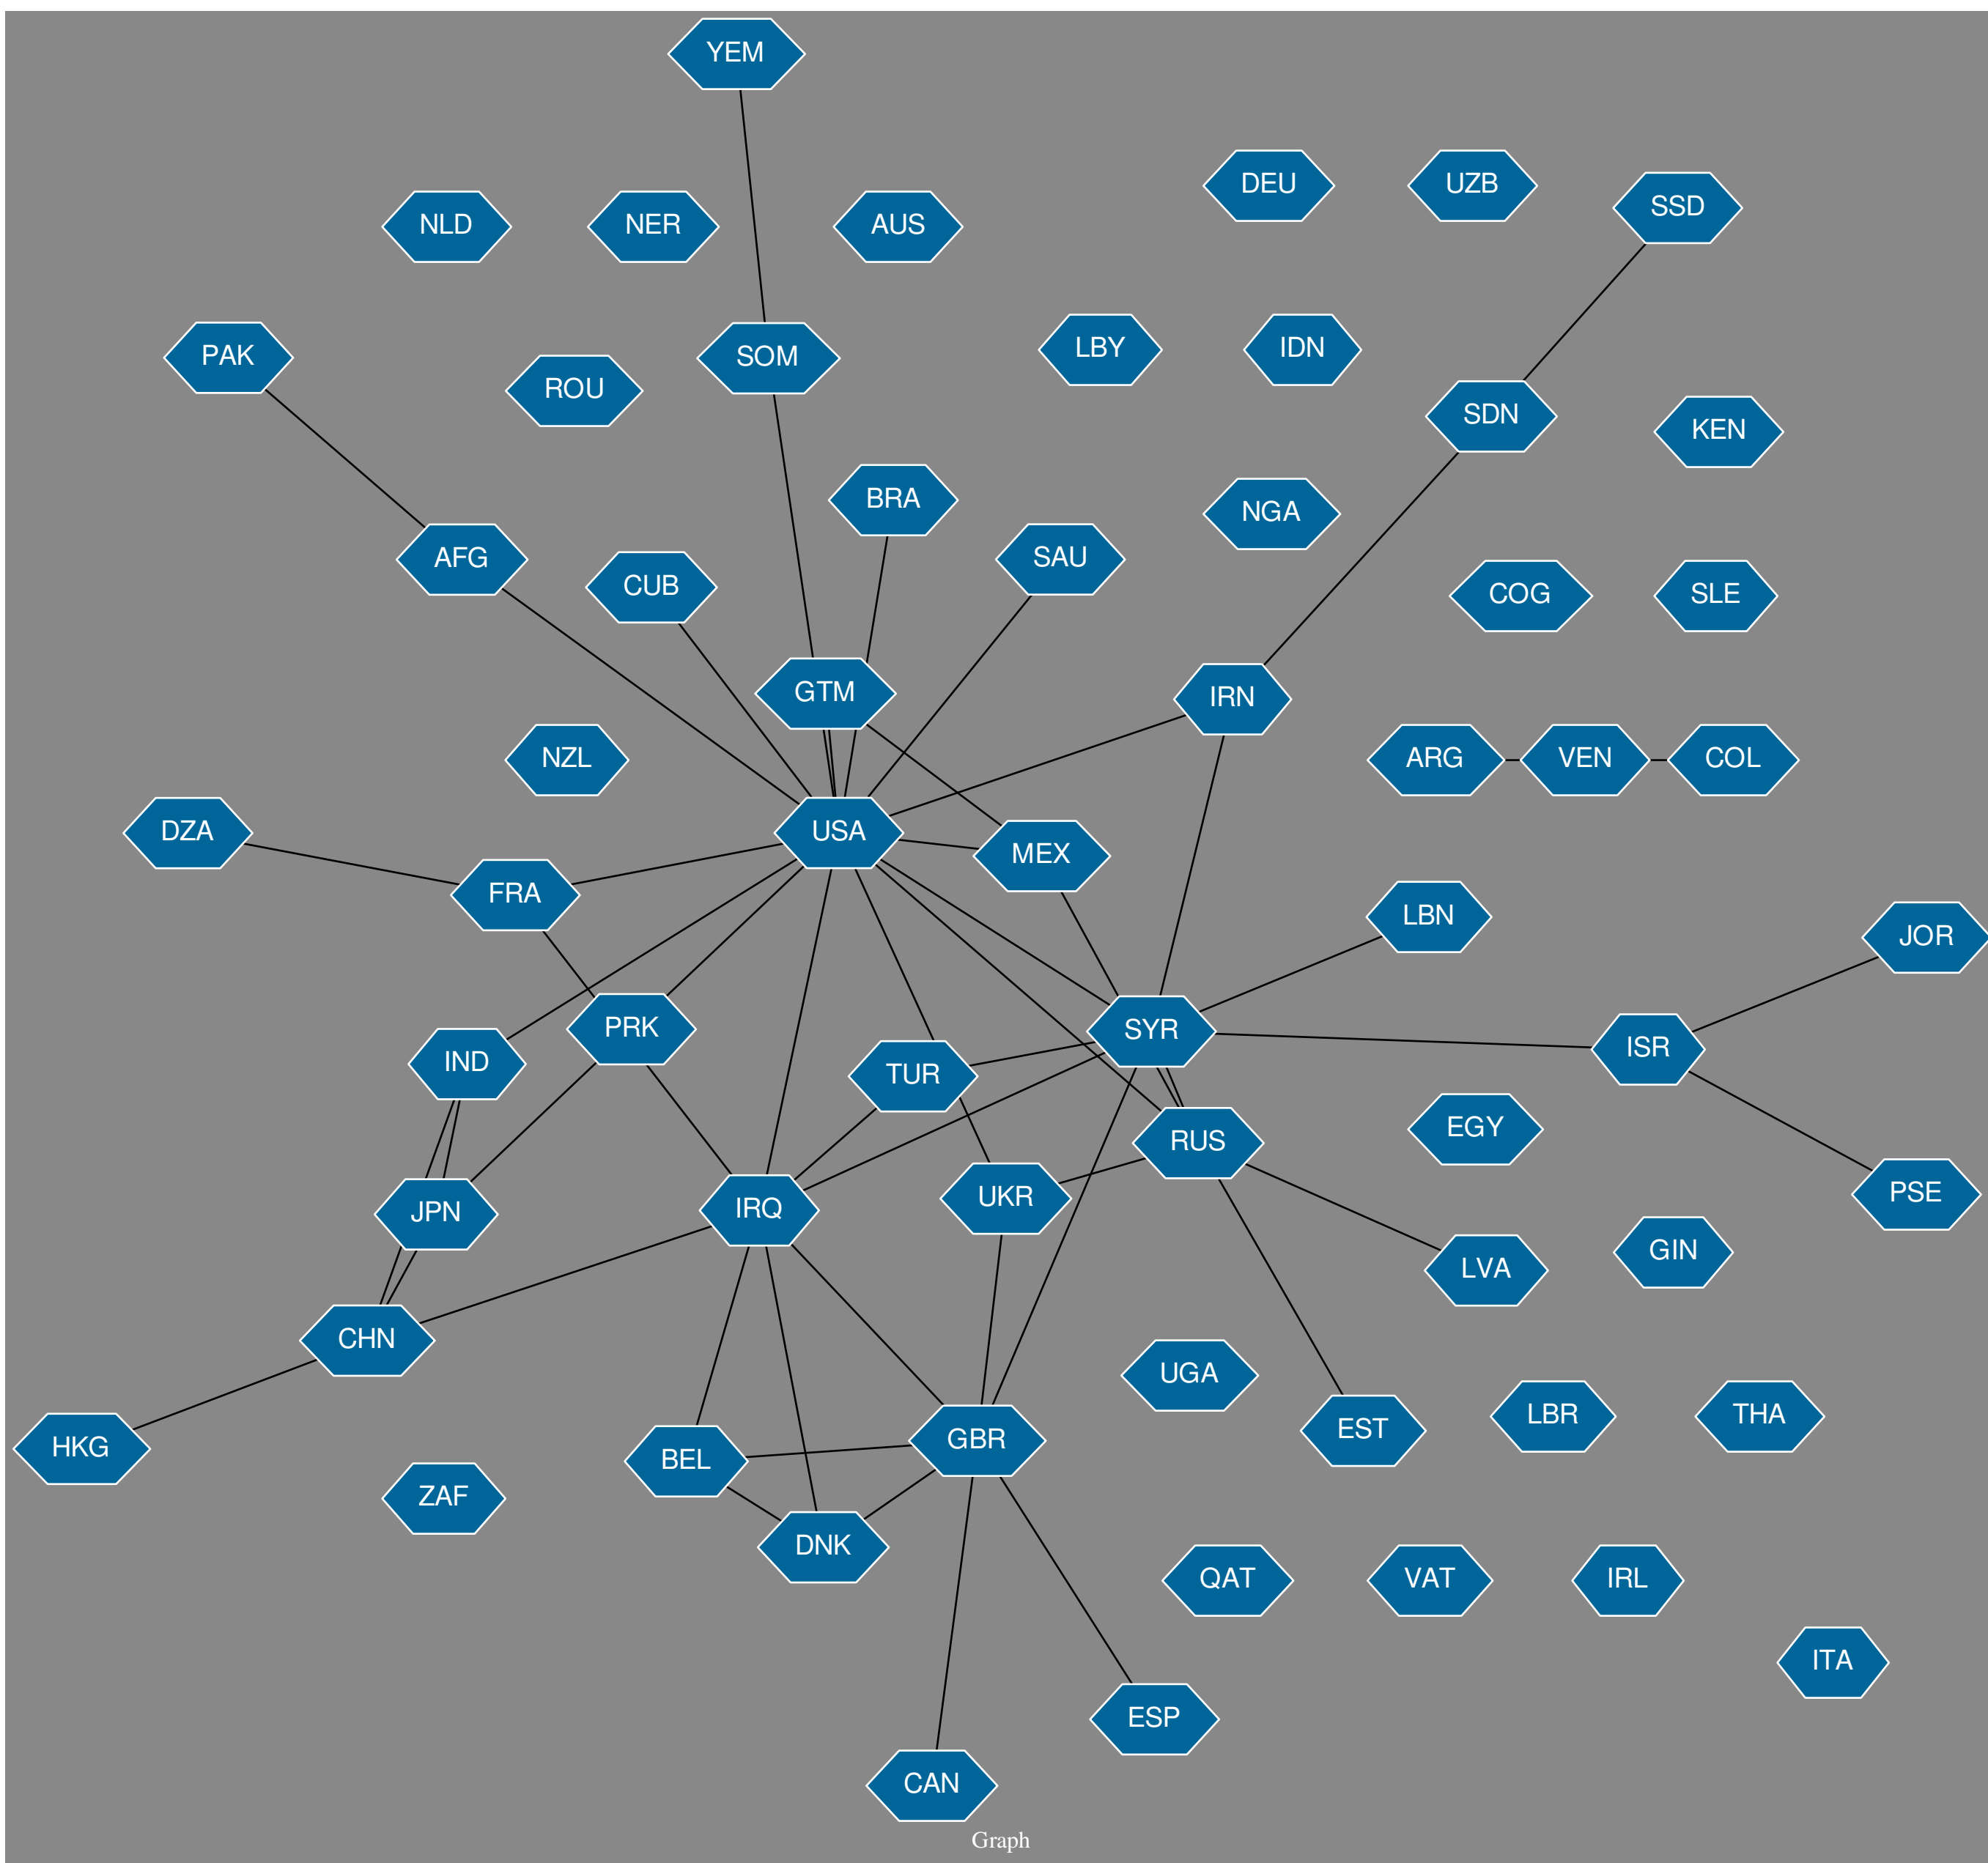 YEM
DEU
UZB
SSD
NLD
NER
AUS
PAK
ROU
SOM
LBY
IDN
SDN
KEN
BRA
NGA
AFG
CUB
SAU
COG
SLE
GTM
IRN
NZL
ARG
VEN
COL
DZA
USA
MEX
FRA
LBN
JOR
IND
PRK
TUR
SYR
ISR
RUS
EGY
JPN
IRQ
UKR
PSE
LVA
GIN
CHN
UGA
HKG
BEL
GBR
EST
LBR
THA
ZAF
DNK
QAT
VAT
IRL
ITA
ESP
CAN
Graph